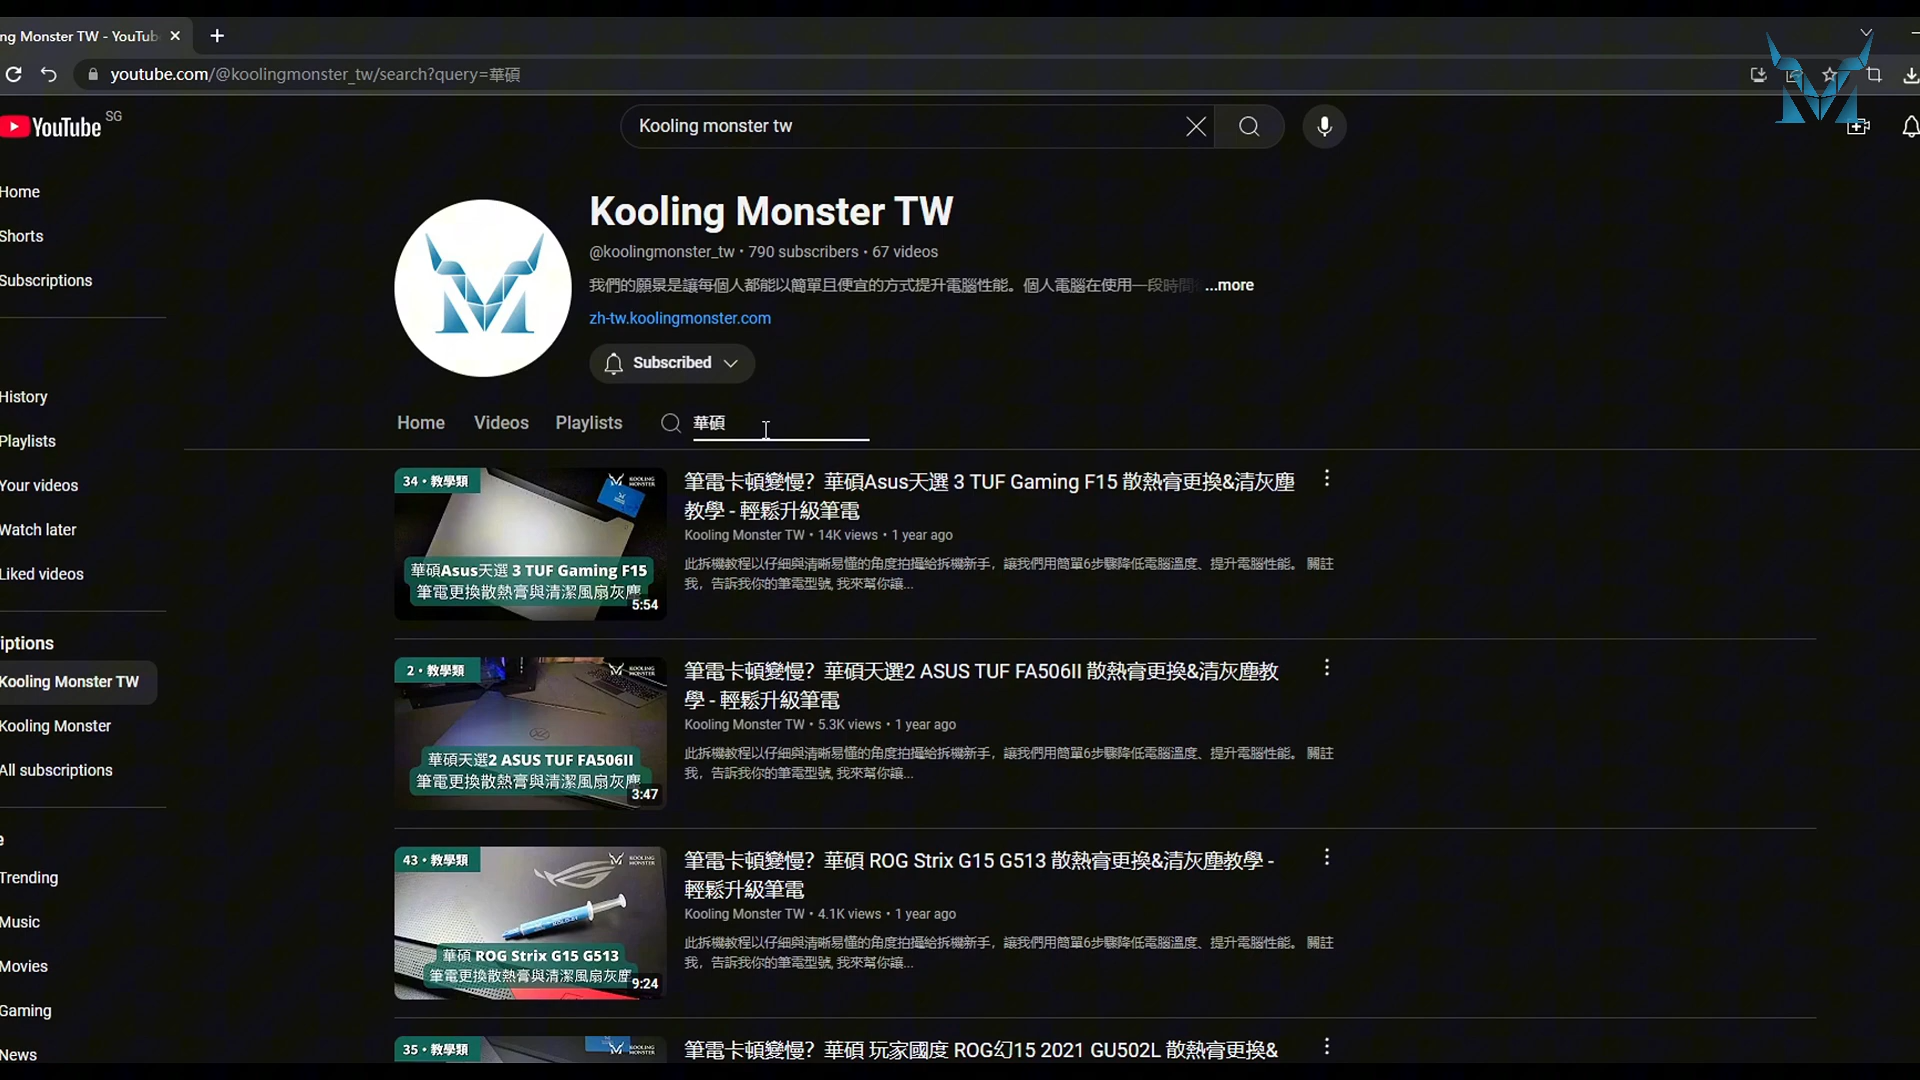 ng Monster TW - YouTub
youtube.com/@koolingmonster_tw/search?query=華碩
YouTube SG
Kooling monster tw
Home
Shorts
Subscriptions
History
Playlists
Your videos
Watch later
Liked videos
iptions
Kooling Monster TW
Kooling Monster
All subscriptions
e
Trending
Music
Movies
Gaming
News
Kooling Monster TW
@koolingmonster_tw • 790 subscribers • 67 videos
我們的願景是讓每個人都能以簡單且便宜的方式提升電腦性能。個人電腦在使用一段時間 ...more
zh-tw.koolingmonster.com
Subscribed
Home Videos Playlists 華碩
34・教學類
KOOLING MONSTER
華碩Asus天選 3 TUF Gaming F15
筆電更換散熱膏與清潔風扇灰塵
5:54
筆電卡頓變慢？華碩Asus天選 3 TUF Gaming F15 散熱膏更換&清灰塵
教學 - 輕鬆升級筆電
Kooling Monster TW • 14K views • 1 year ago
此拆機教程以仔細與清晰易懂的角度拍攝給拆機新手，讓我們用簡單6步驟降低電腦溫度、提升電腦性能。 關註
我，告訴我你的筆電型號, 我來幫你讓...
2・教學類
KOOLING MONSTER
華碩天選2 ASUS TUF FA506II
筆電更換散熱膏與清潔風扇灰塵
3:47
筆電卡頓變慢？華碩天選2 ASUS TUF FA506II 散熱膏更換&清灰塵教
學 - 輕鬆升級筆電
Kooling Monster TW • 5.3K views • 1 year ago
此拆機教程以仔細與清晰易懂的角度拍攝給拆機新手，讓我們用簡單6步驟降低電腦溫度、提升電腦性能。 關註
我，告訴我你的筆電型號, 我來幫你讓...
43・教學類
KOOLING MONSTER
華碩 ROG Strix G15 G513
筆電更換散熱膏與清潔風扇灰塵
9:24
筆電卡頓變慢？華碩 ROG Strix G15 G513 散熱膏更換&清灰塵教學 -
輕鬆升級筆電
Kooling Monster TW • 4.1K views • 1 year ago
此拆機教程以仔細與清晰易懂的角度拍攝給拆機新手，讓我們用簡單6步驟降低電腦溫度、提升電腦性能。 關註
我，告訴我你的筆電型號, 我來幫你讓...
35・教學類
KOOLING MONSTER
筆電卡頓變慢？華碩 玩家國度 ROG幻15 2021 GU502L 散熱膏更換&